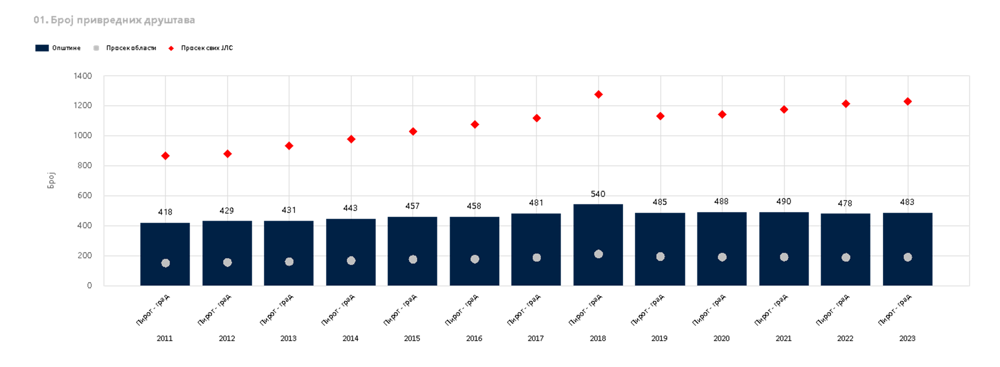 01. Број привредних друштава
Општине Просек области Просек свих ЈЛС
1400
1200
1000
800
600
400
200
0
Број
418 429 431 443 457 458 481 540 485 488 490 478 483
Пирот - град Пирот - град Пирот - град Пирот - град Пирот - град Пирот - град Пирот - град Пирот - град Пирот - град Пирот - град Пирот - град Пирот - град Пирот - град
2011 2012 2013 2014 2015 2016 2017 2018 2019 2020 2021 2022 2023